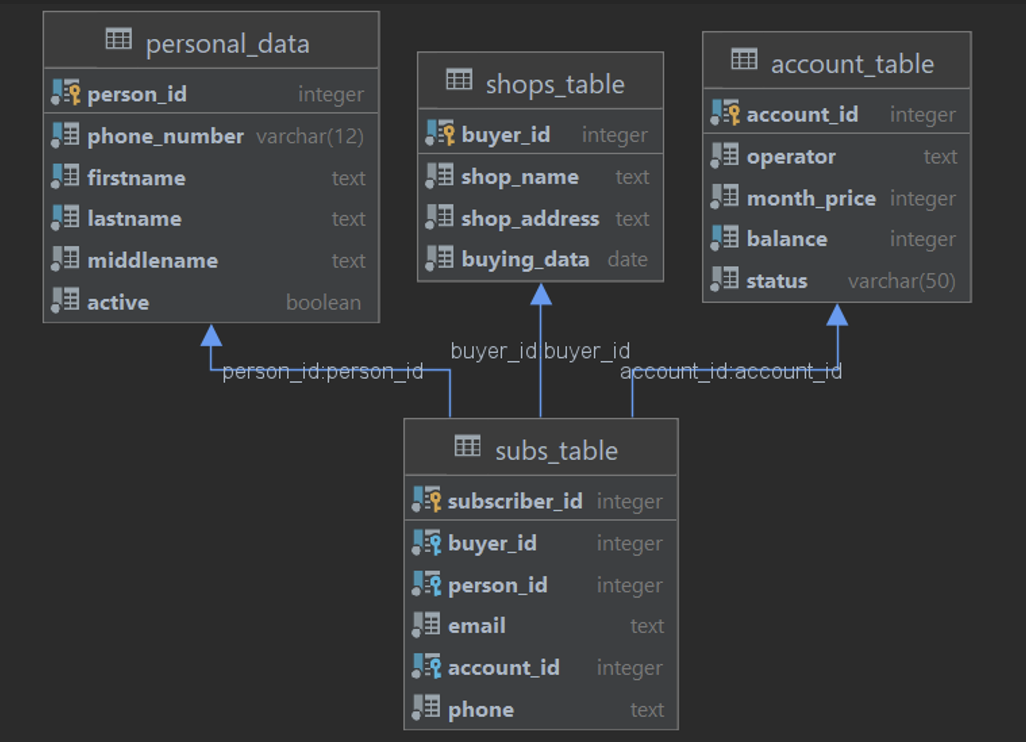 personal_data
person_id integer
phone_number varchar(12)
firstname text
lastname text
middlename text
active boolean
shops_table
buyer_id integer
shop_name text
shop_address text
buying_data date
account_table
account_id integer
operator text
month_price integer
balance integer
status varchar(50)
person_id:person_id
buyer_id:buyer_id
account_id:account_id
subs_table
subscriber_id integer
buyer_id integer
person_id integer
email text
account_id integer
phone text